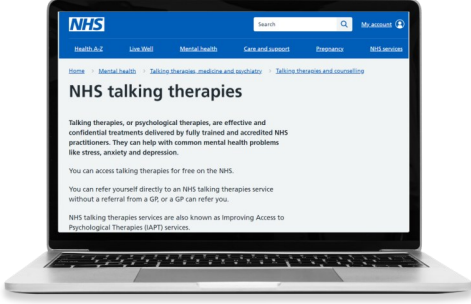 NHS
Search
My account
Health A-Z Live Well Mental health Care and support Pregnancy NHS services
Home > Mental health > Talking therapies, medicine and psychiatry > Talking therapies and counselling
NHS talking therapies
Talking therapies, or psychological therapies, are effective and
confidential treatments delivered by fully trained and accredited NHS
practitioners. They can help with common mental health problems
like stress, anxiety and depression.
You can access talking therapies for free on the NHS.
You can refer yourself directly to an NHS talking therapies service
without a referral from a GP, or a GP can refer you.
NHS talking therapies services are also known as Improving Access to
Psychological Therapies (IAPT) services.